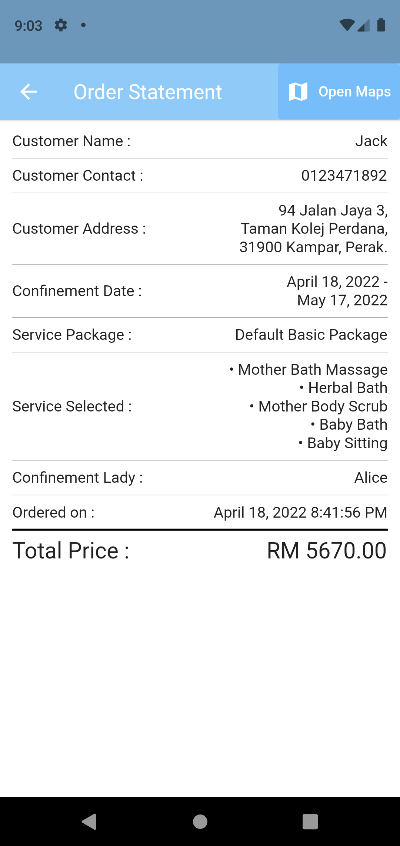 9:03
Order Statement
Open Maps
Customer Name : Jack
Customer Contact : 0123471892
94 Jalan Jaya 3,
Customer Address : Taman Kolej Perdana,
31900 Kampar, Perak.
April 18, 2022 -
Confinement Date :
May 17, 2022
Service Package : Default Basic Package
• Mother Bath Massage
• Herbal Bath
Service Selected : • Mother Body Scrub
• Baby Bath
• Baby Sitting
Confinement Lady : Alice
Ordered on : April 18, 2022 8:41:56 PM
Total Price : RM 5670.00